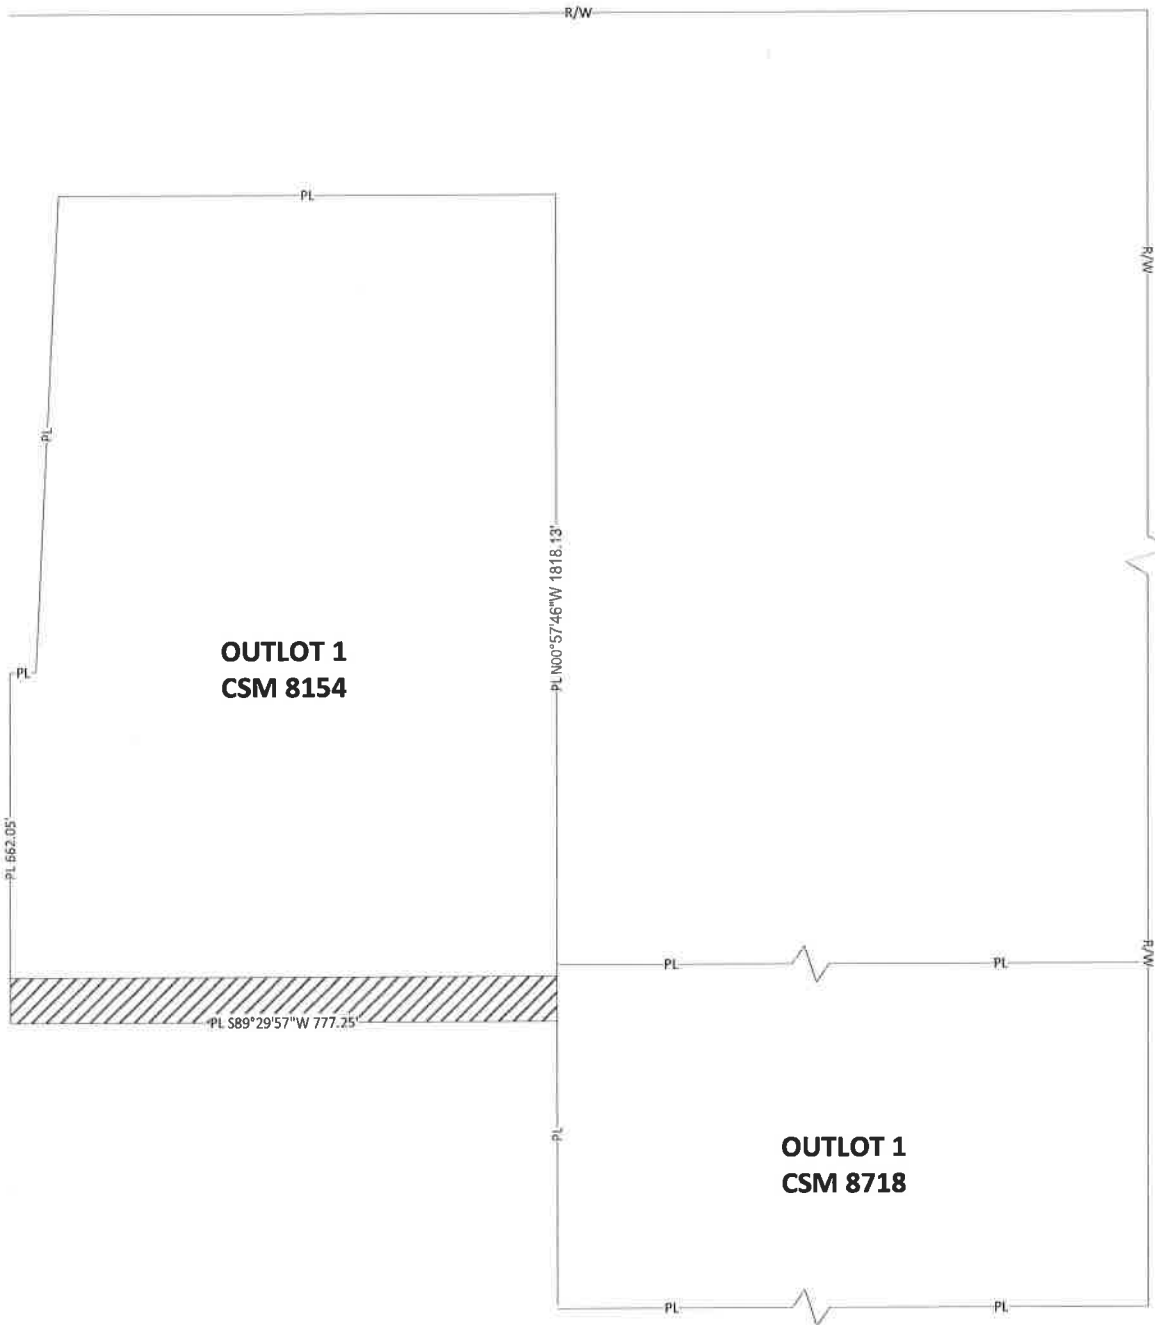 R/W
PL
R/W
PL
PL N00°57'46"W 1818.13'
OUTLOT 1
CSM 8154
PL
PL 662.05'
R/W
PL
PL
PL S89°29'57"W 777.25'
PL
OUTLOT 1
CSM 8718
PL
PL